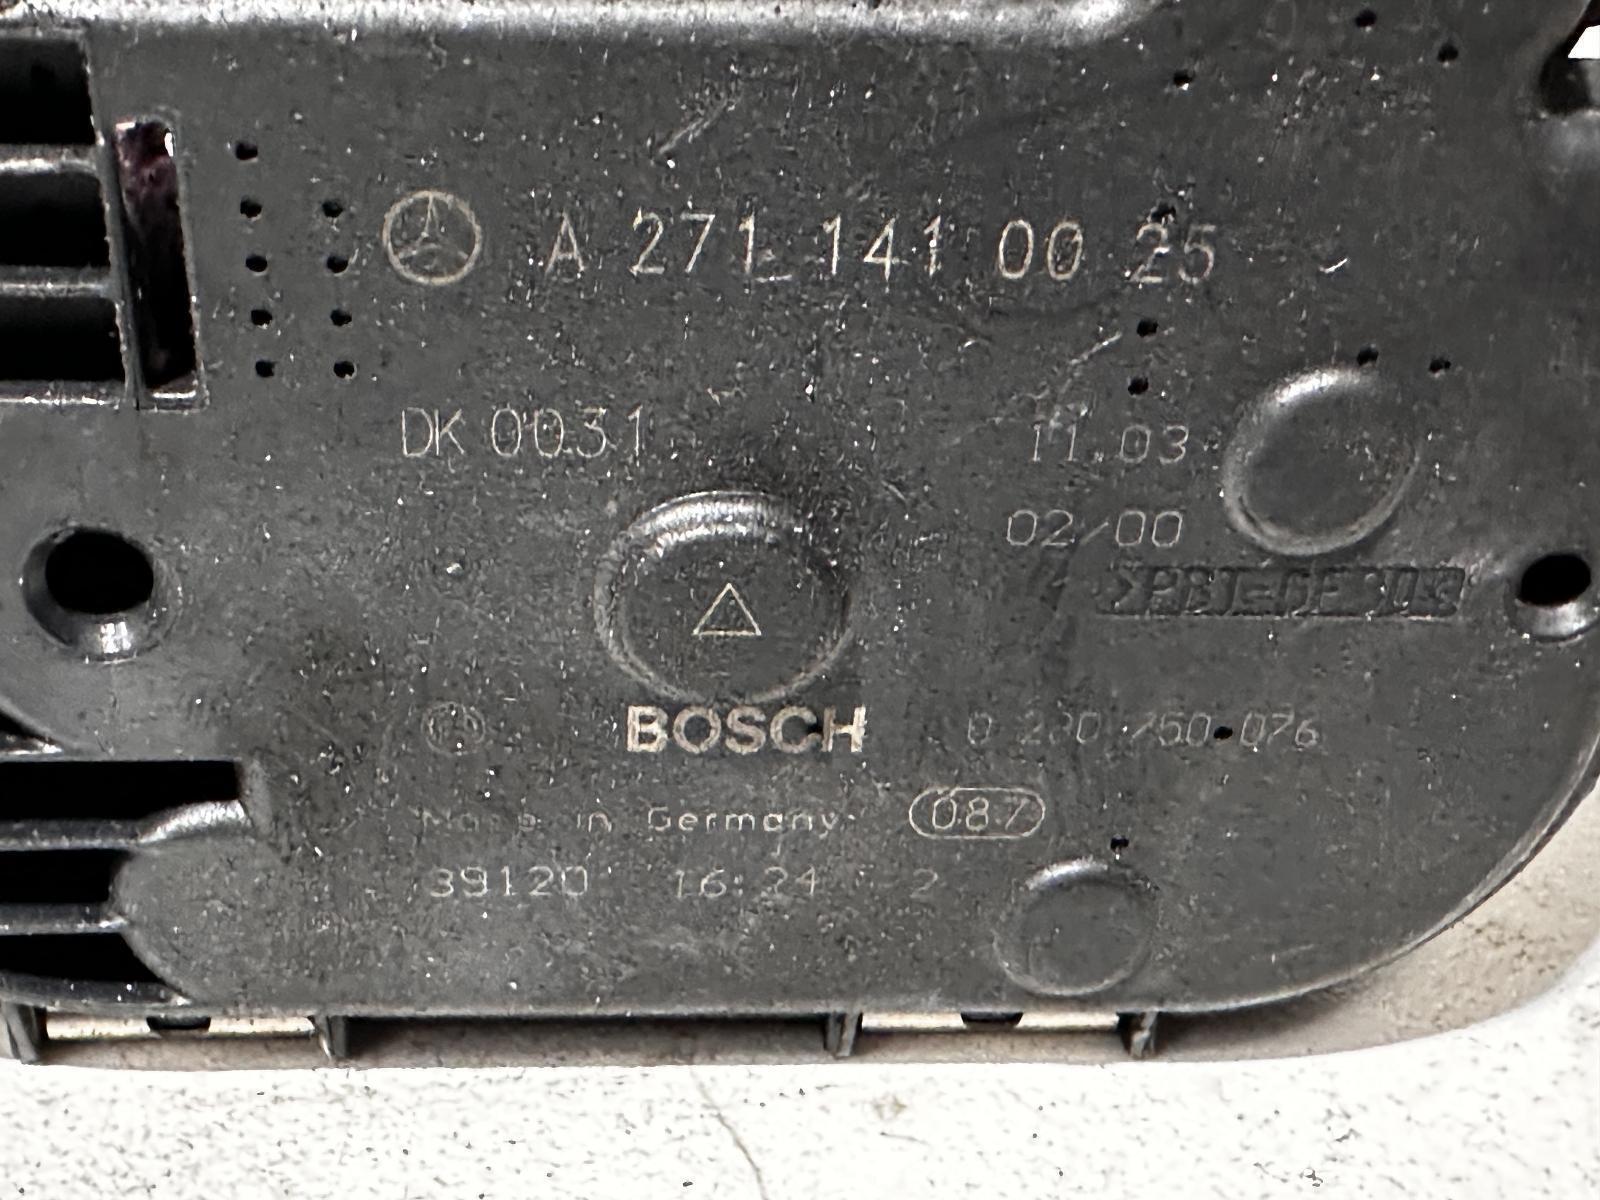 A 271 141 00 25
DK 0031 11.03
02/00
BOSCH 0 280 750 076
Made in Germany 087
39120 16:24 2